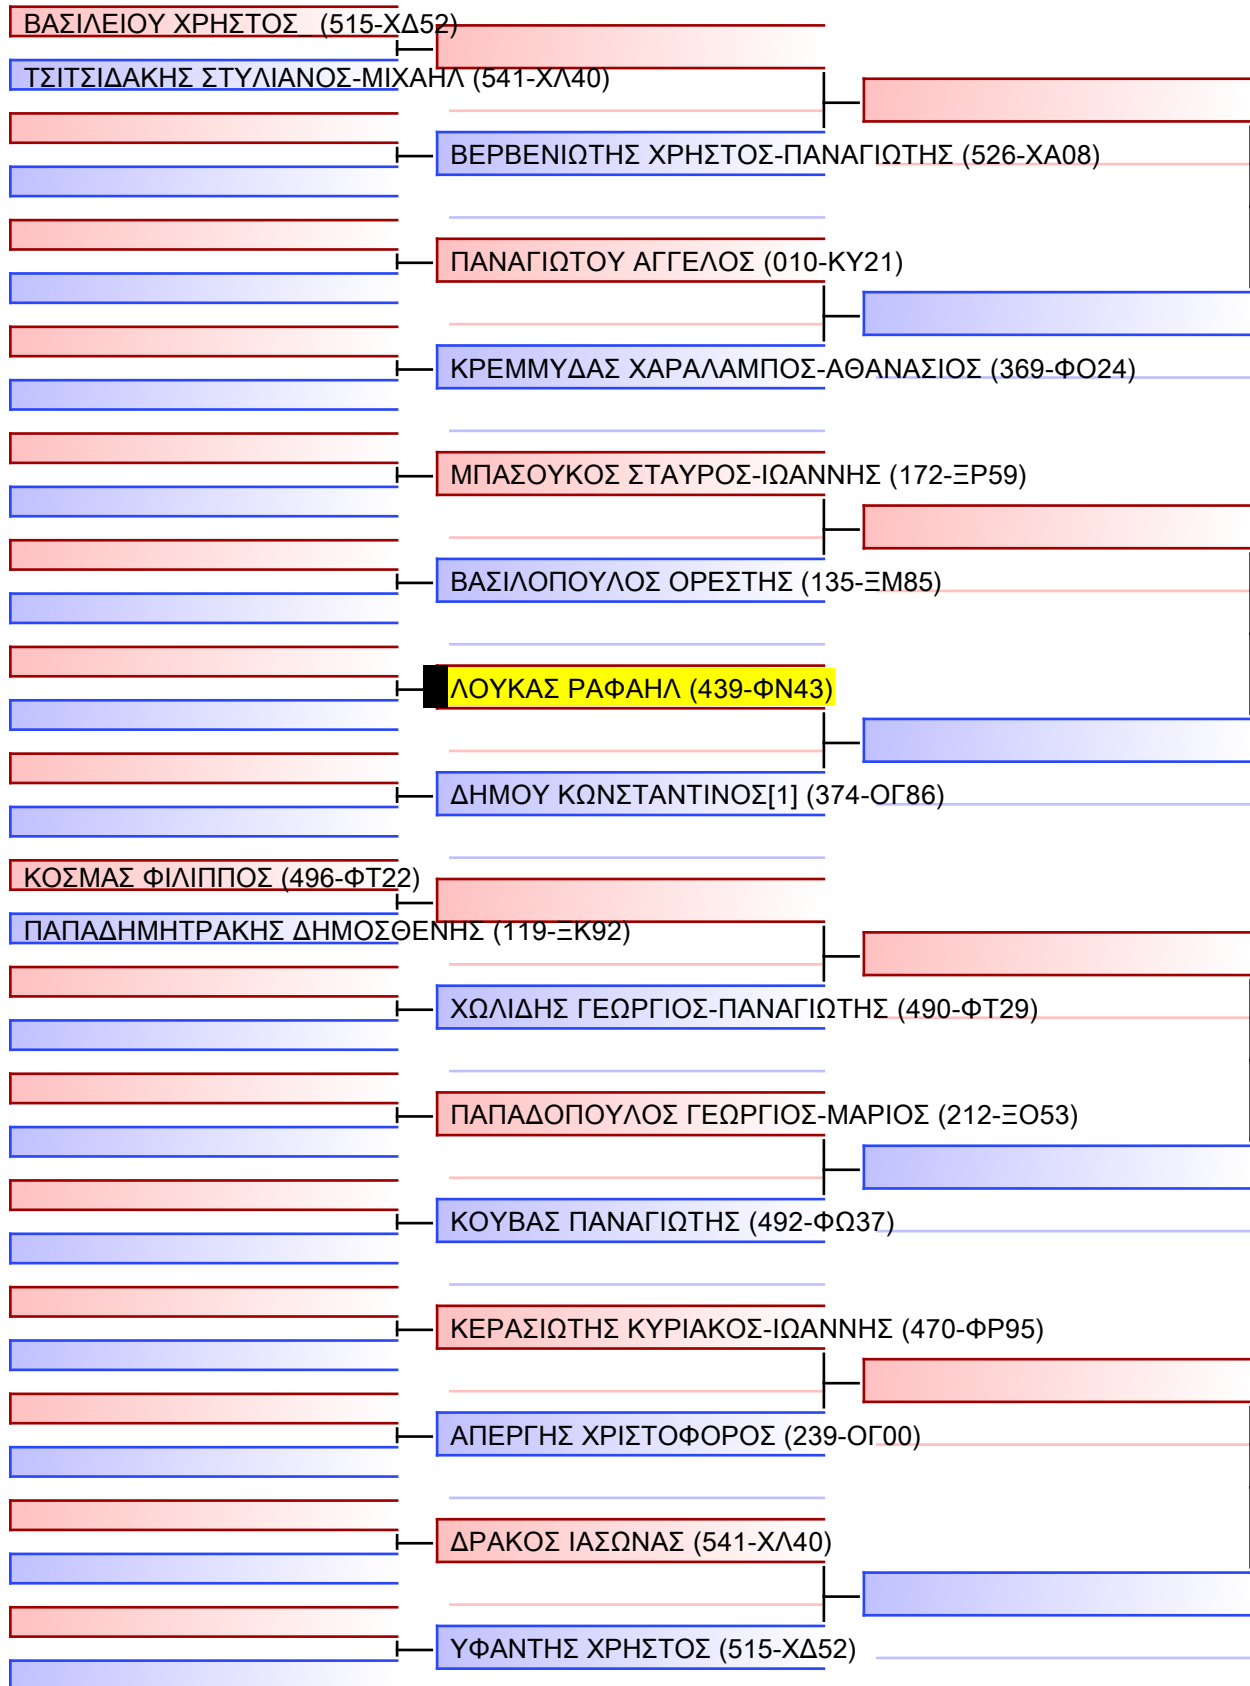 ΒΑΣΙΛΕΙΟΥ ΧΡΗΣΤΟΣ_ (515-ΧΔ52)
ΤΣΙΤΣΙΔΑΚΗΣ ΣΤΥΛΙΑΝΟΣ-ΜΙΧΑΗΛ (541-ΧΛ40)
ΒΕΡΒΕΝΙΩΤΗΣ ΧΡΗΣΤΟΣ-ΠΑΝΑΓΙΩΤΗΣ (526-ΧΑ08)
ΠΑΝΑΓΙΩΤΟΥ ΑΓΓΕΛΟΣ (010-ΚΥ21)
ΚΡΕΜΜΥΔΑΣ ΧΑΡΑΛΑΜΠΟΣ-ΑΘΑΝΑΣΙΟΣ (369-ΦΟ24)
ΜΠΑΣΟΥΚΟΣ ΣΤΑΥΡΟΣ-ΙΩΑΝΝΗΣ (172-ΞΡ59)
ΒΑΣΙΛΟΠΟΥΛΟΣ ΟΡΕΣΤΗΣ (135-ΞΜ85)
ΛΟΥΚΑΣ ΡΑΦΑΗΛ (439-ΦΝ43)
ΔΗΜΟΥ ΚΩΝΣΤΑΝΤΙΝΟΣ[1] (374-ΟΓ86)
ΚΟΣΜΑΣ ΦΙΛΙΠΠΟΣ (496-ΦΤ22)
ΠΑΠΑΔΗΜΗΤΡΑΚΗΣ ΔΗΜΟΣΘΕΝΗΣ (119-ΞΚ92)
ΧΩΛΙΔΗΣ ΓΕΩΡΓΙΟΣ-ΠΑΝΑΓΙΩΤΗΣ (490-ΦΤ29)
ΠΑΠΑΔΟΠΟΥΛΟΣ ΓΕΩΡΓΙΟΣ-ΜΑΡΙΟΣ (212-ΞΟ53)
ΚΟΥΒΑΣ ΠΑΝΑΓΙΩΤΗΣ (492-ΦΩ37)
ΚΕΡΑΣΙΩΤΗΣ ΚΥΡΙΑΚΟΣ-ΙΩΑΝΝΗΣ (470-ΦΡ95)
ΑΠΕΡΓΗΣ ΧΡΙΣΤΟΦΟΡΟΣ (239-ΟΓ00)
ΔΡΑΚΟΣ ΙΑΣΩΝΑΣ (541-ΧΛ40)
ΥΦΑΝΤΗΣ ΧΡΗΣΤΟΣ (515-ΧΔ52)